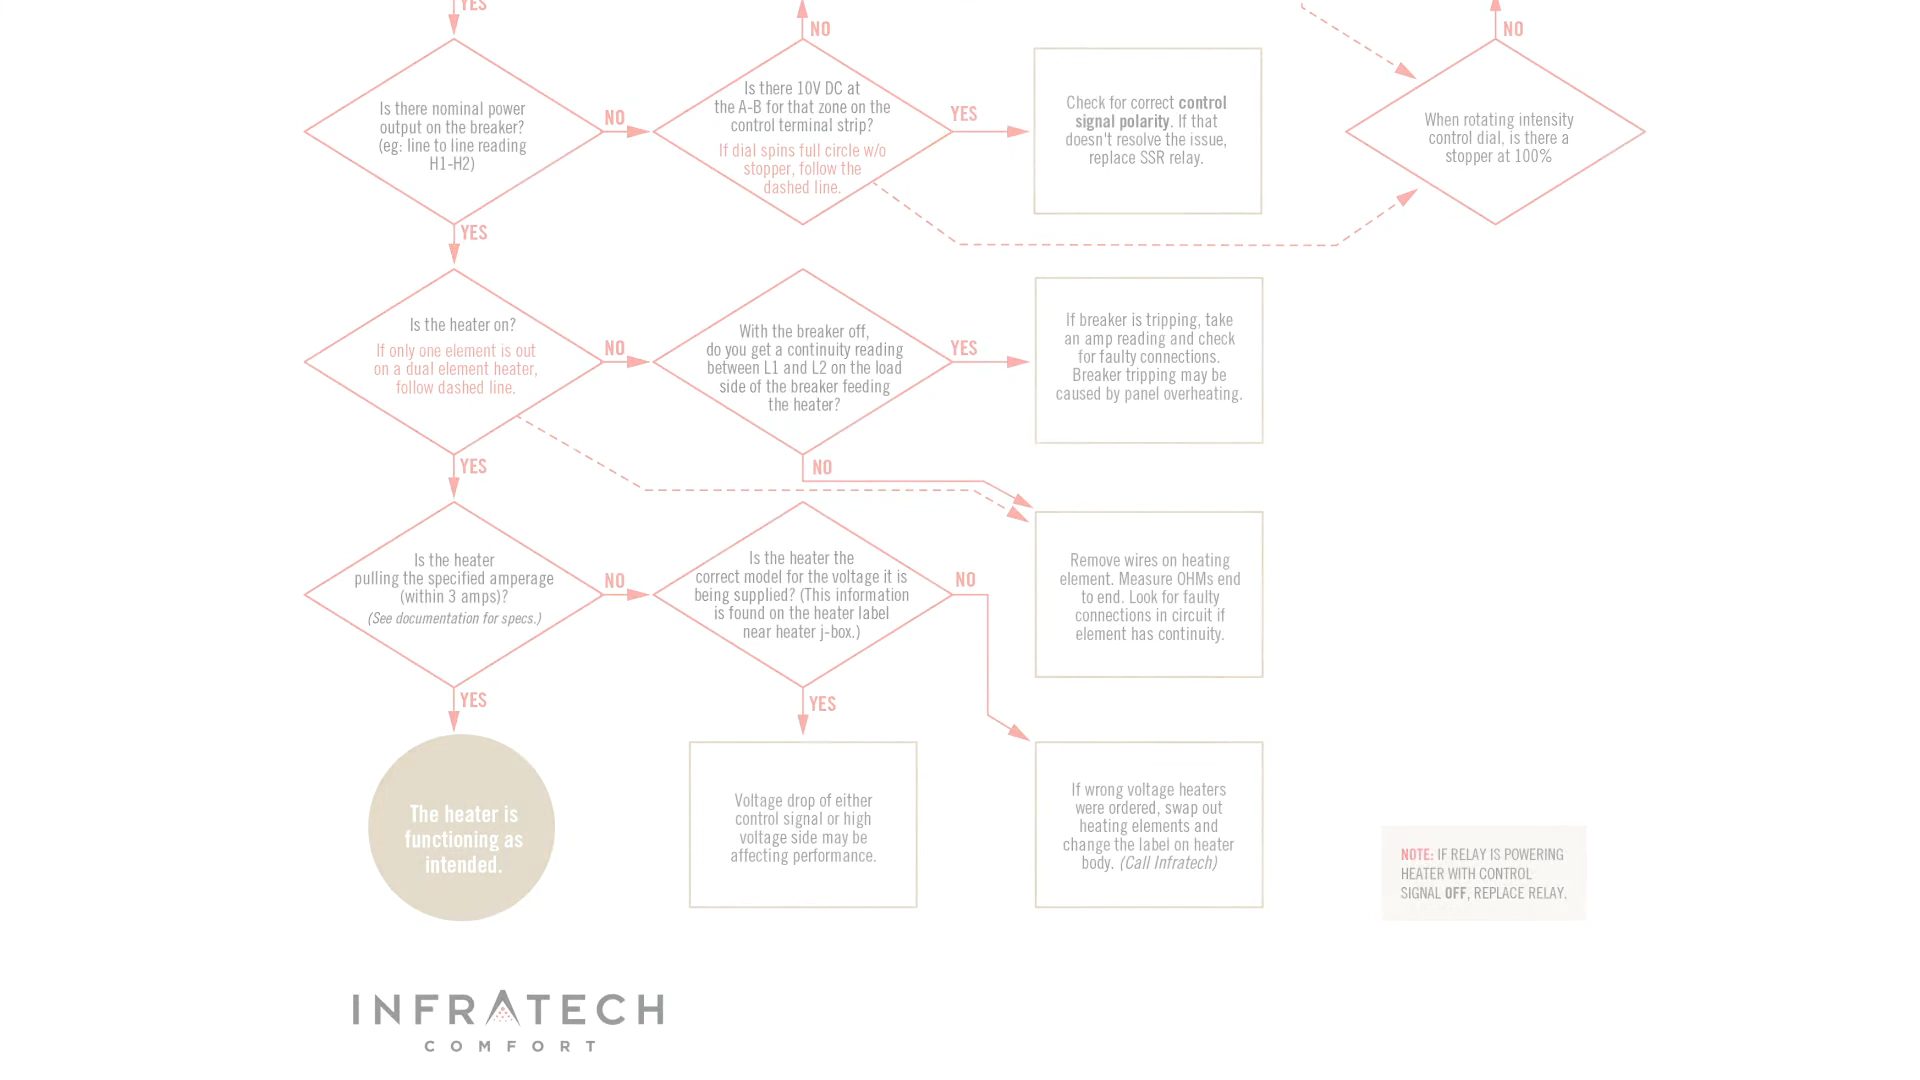 YES
NO
NO
Is there nominal power
output on the breaker?
(eg: line to line reading
H1-H2)
NO
Is there 10V DC at
the A-B for that zone on the
control terminal strip?
If dial spins full circle w/o
stopper, follow the
dashed line.
YES
Check for correct control
signal polarity. If that
doesn't resolve the issue,
replace SSR relay.
When rotating intensity
control dial, is there a
stopper at 100%
YES
Is the heater on?
If only one element is out
on a dual element heater,
follow dashed line.
NO
With the breaker off,
do you get a continuity reading
between L1 and L2 on the load
side of the breaker feeding
the heater?
YES
If breaker is tripping, take
an amp reading and check
for faulty connections.
Breaker tripping may be
caused by panel overheating.
YES
NO
Is the heater
pulling the specified amperage
(within 3 amps)?
(See documentation for specs.)
NO
Is the heater the
correct model for the voltage it is
being supplied? (This information
is found on the heater label
near heater j-box.)
NO
Remove wires on heating
element. Measure OHMs end
to end. Look for faulty
connections in circuit if
element has continuity.
YES
YES
The heater is
functioning as
intended.
Voltage drop of either
control signal or high
voltage side may be
affecting performance.
If wrong voltage heaters
were ordered, swap out
heating elements and
change the label on heater
body. (Call Infratech)
NOTE: IF RELAY IS POWERING
HEATER WITH CONTROL
SIGNAL OFF, REPLACE RELAY.
INFRATECH
COMFORT